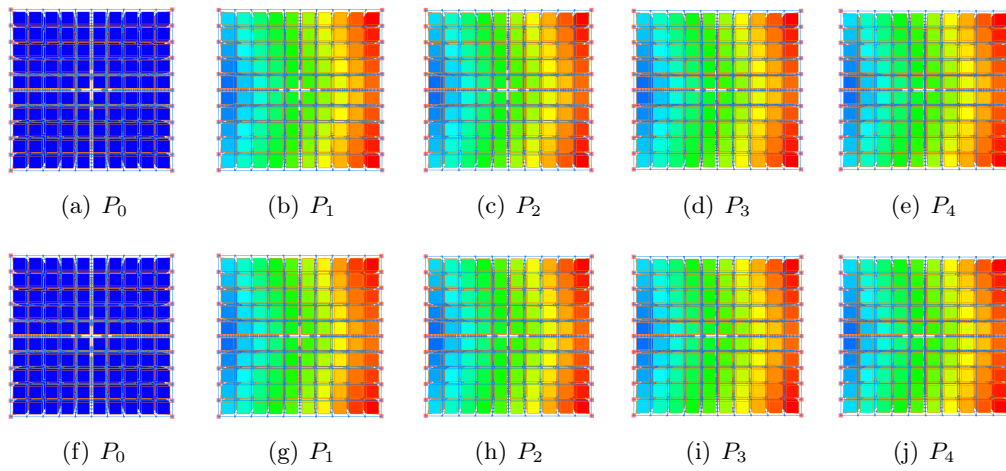 (a) P₀ (b) P₁ (c) P₂ (d) P₃ (e) P₄
(f) P₀ (g) P₁ (h) P₂ (i) P₃ (j) P₄